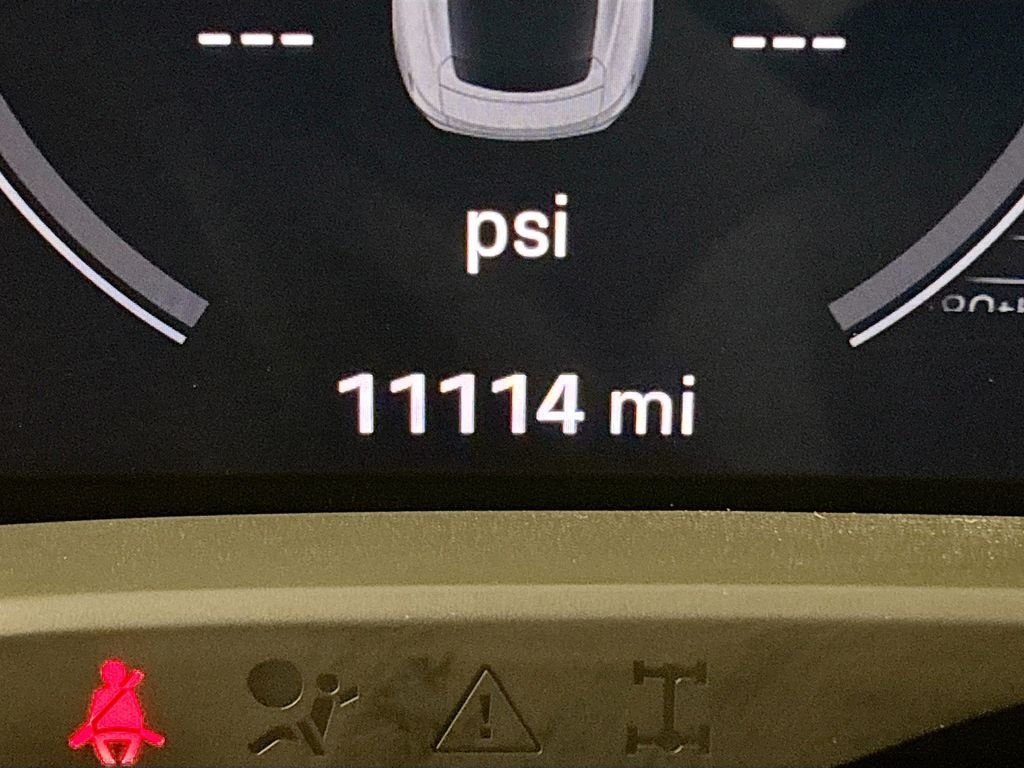 --- ---
psi
11114 mi